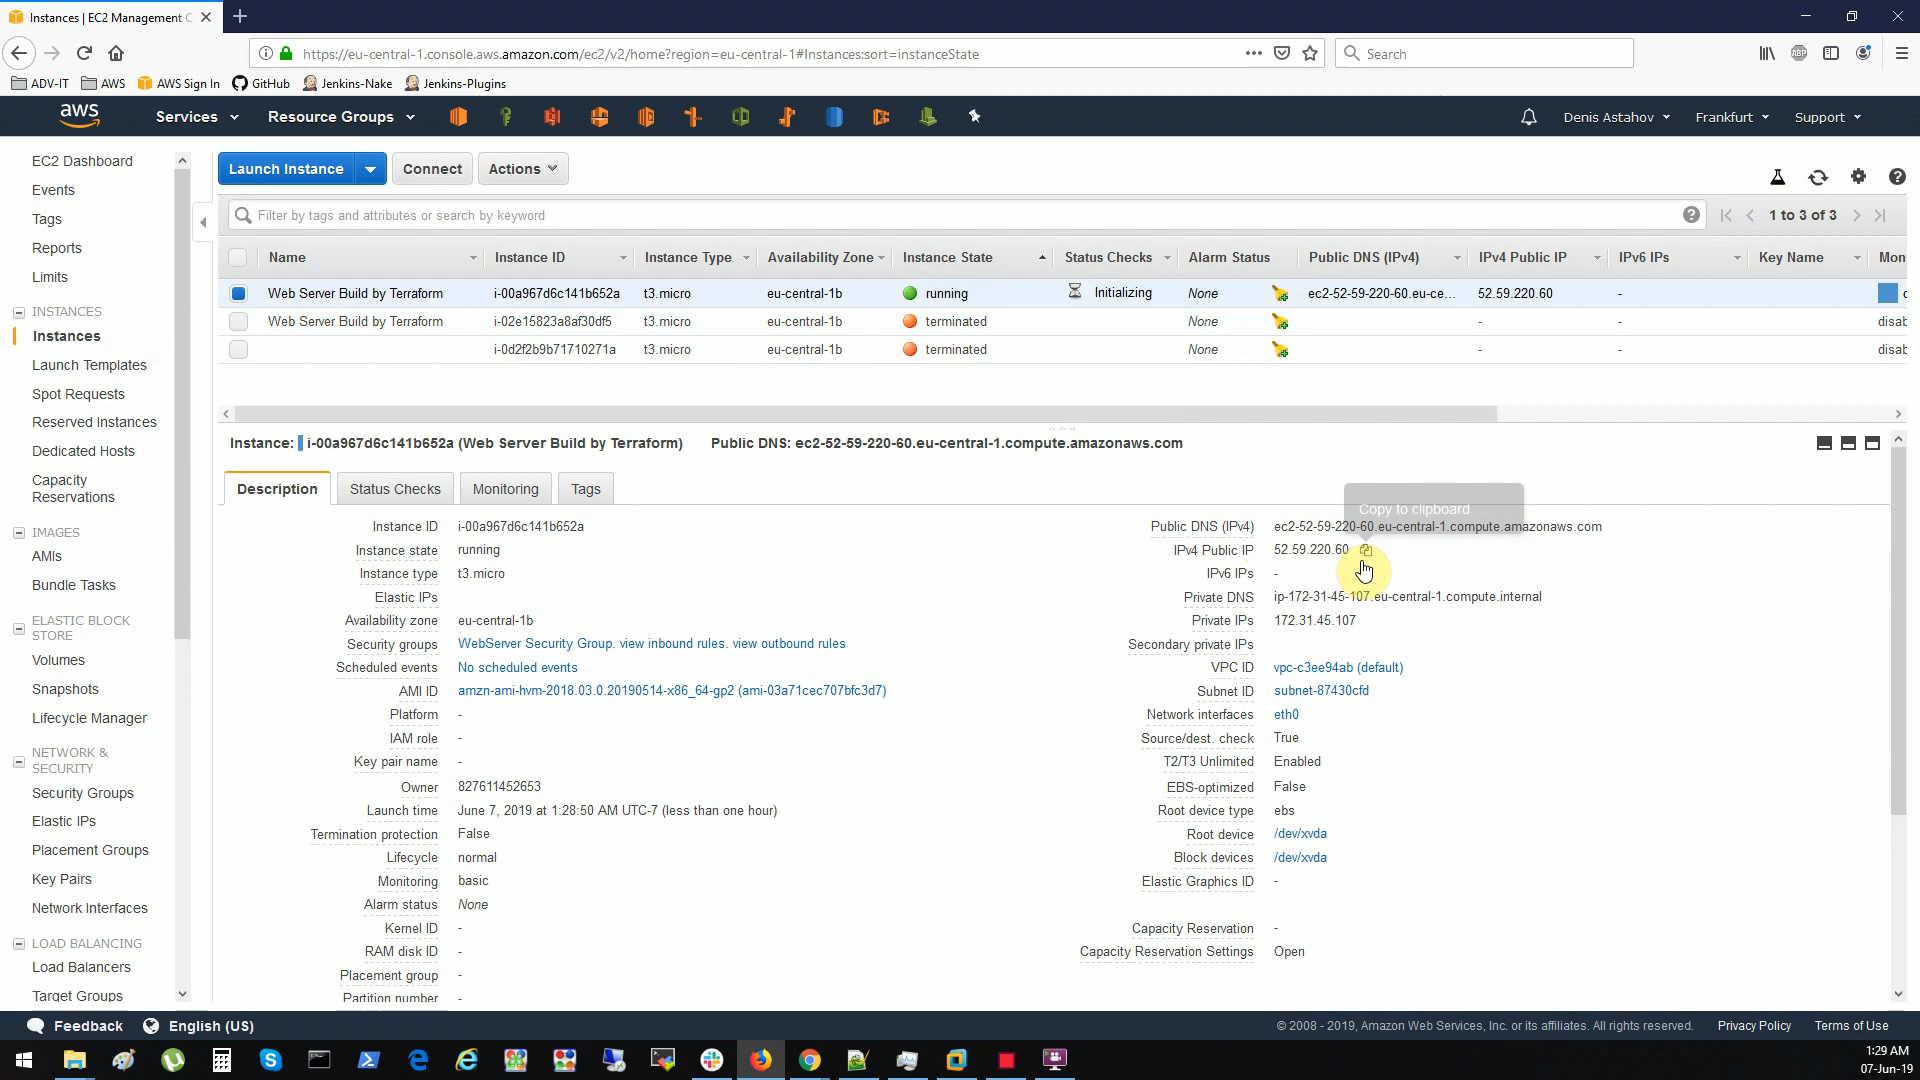 Instances | EC2 Management C
https://eu-central-1.console.aws.amazon.com/ec2/v2/home?region=eu-central-1#Instances:sort=instanceState
Search
ADV-IT AWS AWS Sign In GitHub Jenkins-Nake Jenkins-Plugins
aws Services Resource Groups Denis Astahov Frankfurt Support
EC2 Dashboard
Events
Tags
Reports
Limits
INSTANCES
Instances
Launch Templates
Spot Requests
Reserved Instances
Dedicated Hosts
Capacity
Reservations
IMAGES
AMIs
Bundle Tasks
ELASTIC BLOCK
STORE
Volumes
Snapshots
Lifecycle Manager
NETWORK &
SECURITY
Security Groups
Elastic IPs
Placement Groups
Key Pairs
Network Interfaces
LOAD BALANCING
Load Balancers
Target Groups
Launch Instance Connect Actions
Filter by tags and attributes or search by keyword 1 to 3 of 3
Name Instance ID Instance Type Availability Zone Instance State Status Checks Alarm Status Public DNS (IPv4) IPv4 Public IP IPv6 IPs Key Name Mon
Web Server Build by Terraform i-00a967d6c141b652a t3.micro eu-central-1b running Initializing None ec2-52-59-220-60.eu-ce... 52.59.220.60 -
Web Server Build by Terraform i-02e15823a8af30df5 t3.micro eu-central-1b terminated None - - disab
i-0d2f2b9b71710271a t3.micro eu-central-1b terminated None - - disab
Instance: i-00a967d6c141b652a (Web Server Build by Terraform) Public DNS: ec2-52-59-220-60.eu-central-1.compute.amazonaws.com
Description Status Checks Monitoring Tags
Copy to clipboard
Instance ID i-00a967d6c141b652a
Instance state running
Instance type t3.micro
Elastic IPs
Availability zone eu-central-1b
Security groups WebServer Security Group. view inbound rules. view outbound rules
Scheduled events No scheduled events
AMI ID amzn-ami-hvm-2018.03.0.20190514-x86_64-gp2 (ami-03a71cec707bfc3d7)
Platform -
IAM role -
Key pair name -
Owner 827611452653
Launch time June 7, 2019 at 1:28:50 AM UTC-7 (less than one hour)
Termination protection False
Lifecycle normal
Monitoring basic
Alarm status None
Kernel ID -
RAM disk ID -
Placement group -
Partition number -
Public DNS (IPv4) ec2-52-59-220-60.eu-central-1.compute.amazonaws.com
IPv4 Public IP 52.59.220.60
IPv6 IPs -
Private DNS ip-172-31-45-107.eu-central-1.compute.internal
Private IPs 172.31.45.107
Secondary private IPs
VPC ID vpc-c3ee94ab (default)
Subnet ID subnet-87430cfd
Network interfaces eth0
Source/dest. check True
T2/T3 Unlimited Enabled
EBS-optimized False
Root device type ebs
Root device /dev/xvda
Block devices /dev/xvda
Elastic Graphics ID -
Capacity Reservation -
Capacity Reservation Settings Open
Feedback English (US) © 2008 - 2019, Amazon Web Services, Inc. or its affiliates. All rights reserved. Privacy Policy Terms of Use
1:29 AM
07-Jun-19